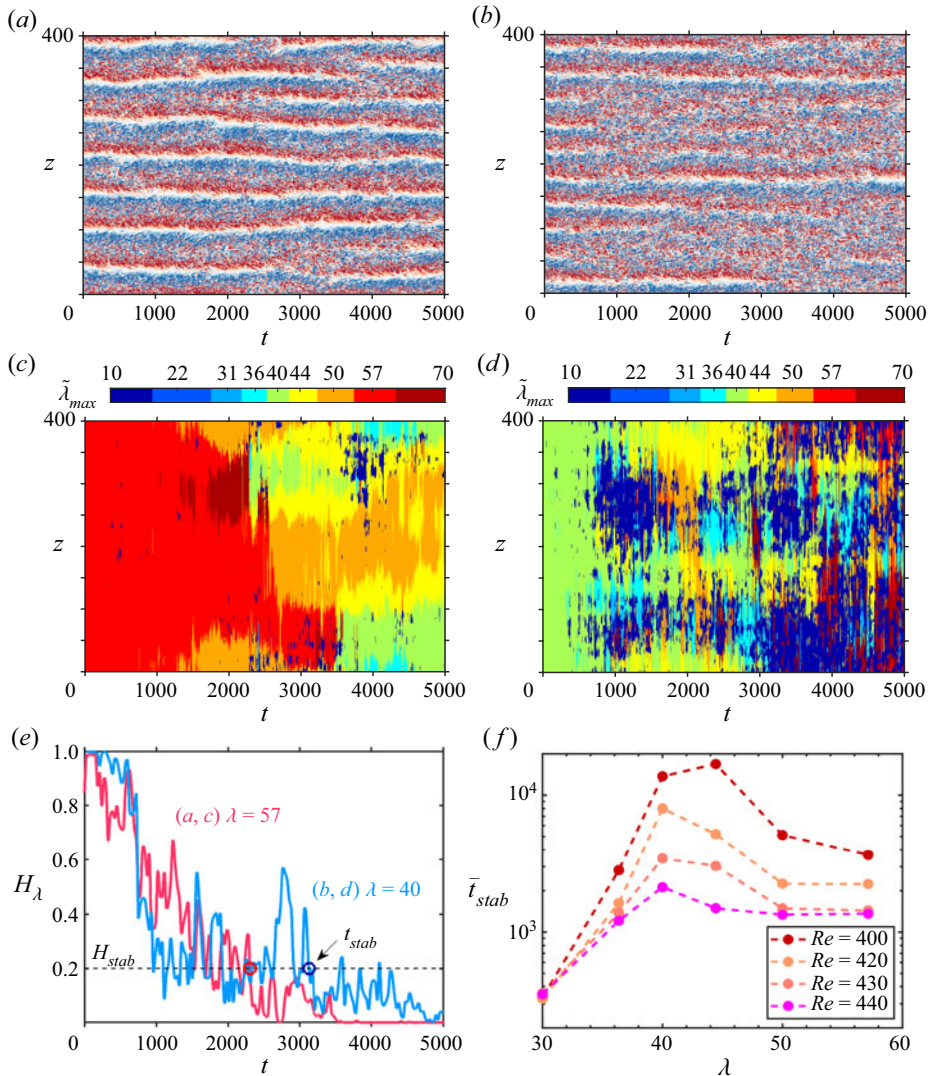 (a)
(b)
400
z
0
0 1000 2000 3000 4000 5000
t
400
z
0
0 1000 2000 3000 4000 5000
t
(c)
10 22 31 36 40 44 50 57 70
λ̃max
400
z
0
0 1000 2000 3000 4000 5000
t
(d)
10 22 31 36 40 44 50 57 70
λ̃max
400
z
0
0 1000 2000 3000 4000 5000
t
(e)
1.0
0.8
0.6
0.4
0.2
Hλ
(a, c) λ = 57
(b, d) λ = 40
Hstab
tstab
0 1000 2000 3000 4000 5000
t
(f)
10⁴
10³
t̄stab
Re = 400
Re = 420
Re = 430
Re = 440
30 40 50 60
λ